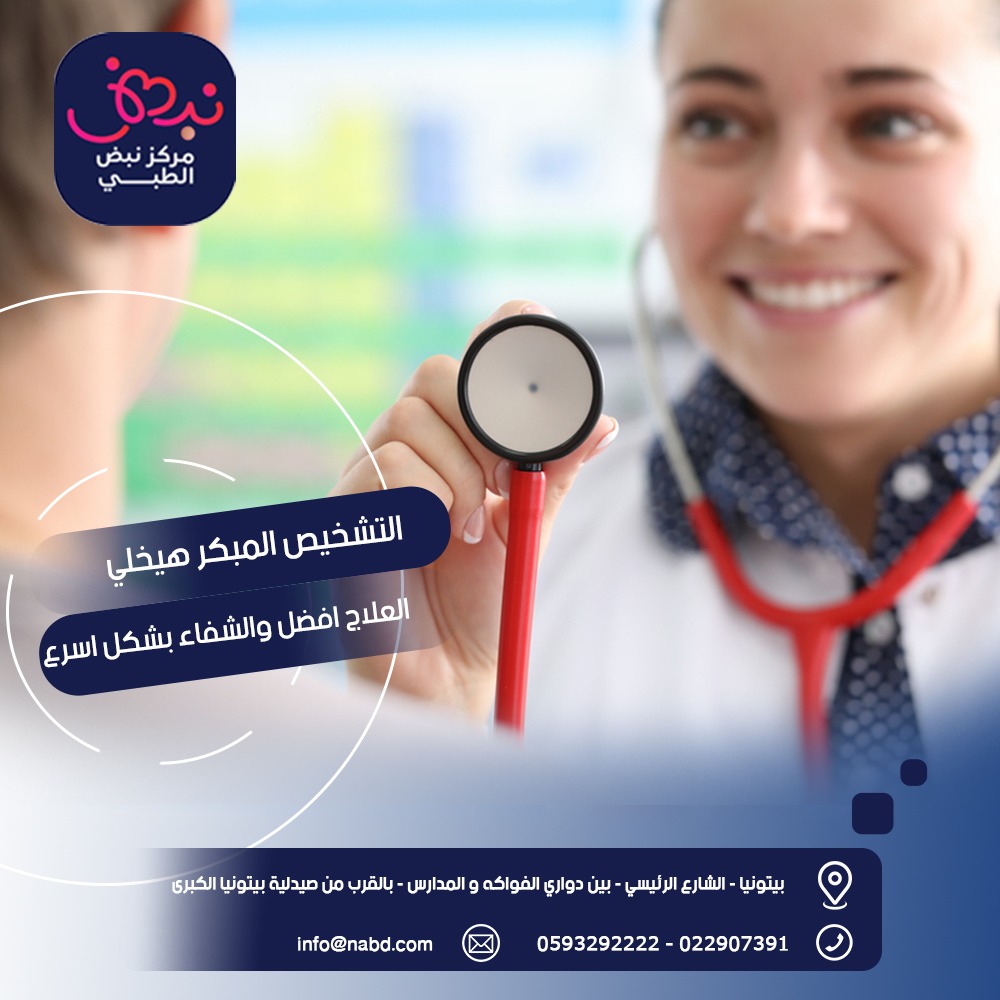 نبض
مركز نبض
الطبي
التشخيص المبكر هيخلي
العلاج افضل والشفاء بشكل اسرع
بيتونيا - الشارع الرئيسي - بين دواري الفواكه و المدارس - بالقرب من صيدلية بيتونيا الكبرى
0593292222 - 022907391
info@nabd.com